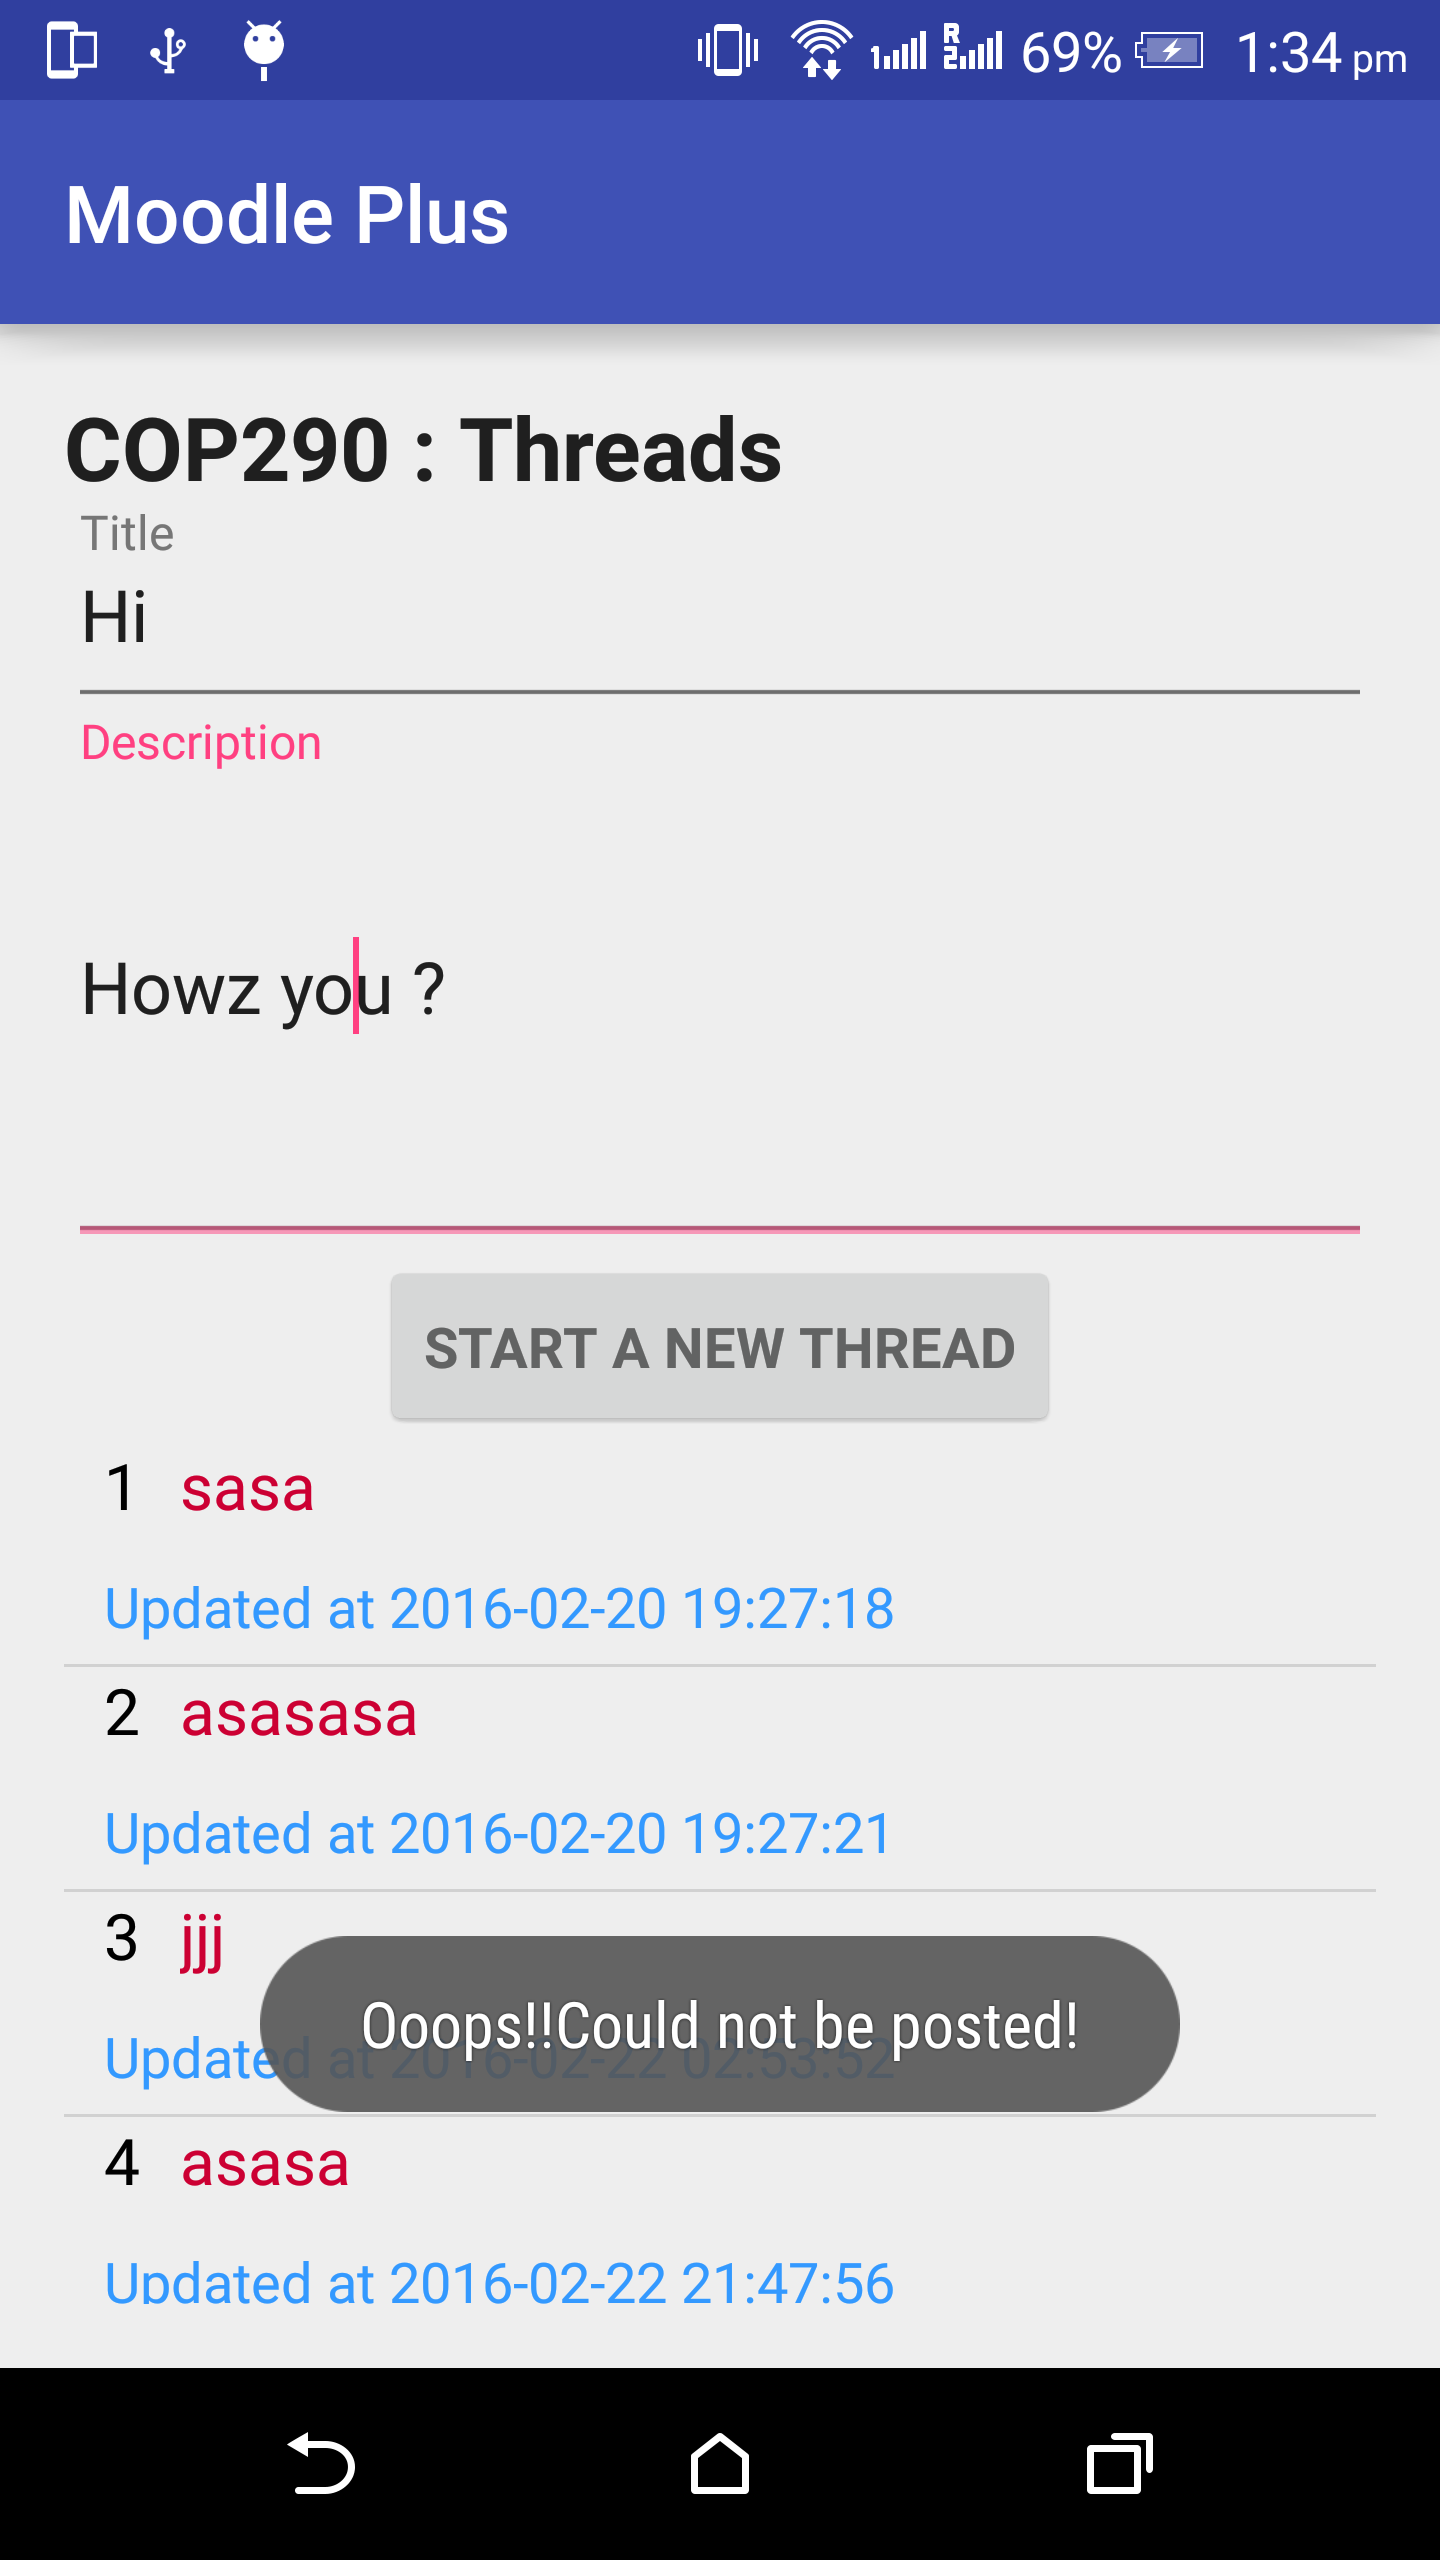 69% 1:34 pm
Moodle Plus
COP290 : Threads
Title
Hi
Description
Howz you ?
START A NEW THREAD
1 sasa
Updated at 2016-02-20 19:27:18
2 asasasa
Updated at 2016-02-20 19:27:21
3 jjj
Ooops!!Could not be posted!
Updated at 2016-02-22 02:53:52
4 asasa
Updated at 2016-02-22 21:47:56